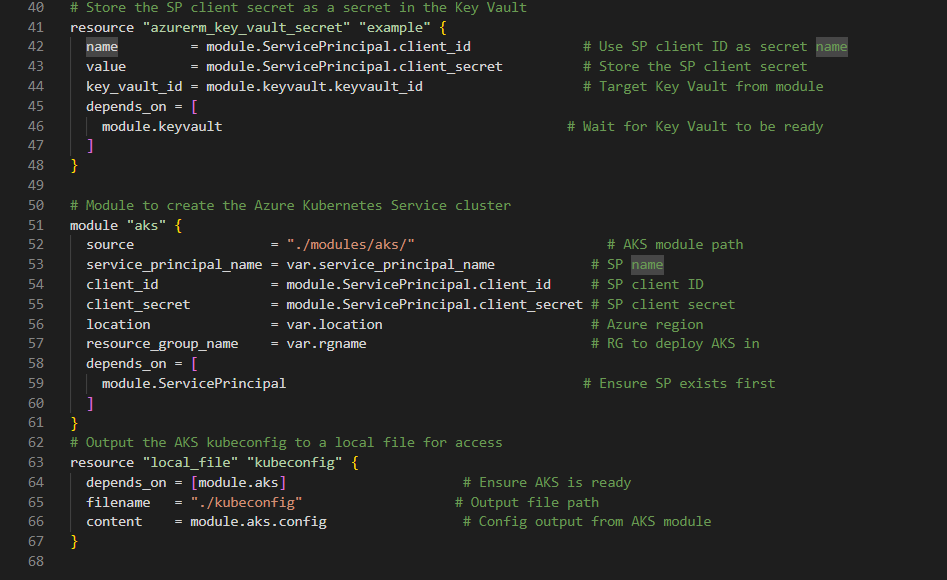 40 # Store the SP client secret as a secret in the Key Vault
41 resource "azurerm_key_vault_secret" "example" {
42   name         = module.ServicePrincipal.client_id              # Use SP client ID as secret name
43   value        = module.ServicePrincipal.client_secret          # Store the SP client secret
44   key_vault_id = module.keyvault.keyvault_id                    # Target Key Vault from module
45   depends_on = [
46     module.keyvault                                           # Wait for Key Vault to be ready
47   ]
48 }
49
50 # Module to create the Azure Kubernetes Service cluster
51 module "aks" {
52   source                 = "./modules/aks/"                        # AKS module path
53   service_principal_name = var.service_principal_name            # SP name
54   client_id              = module.ServicePrincipal.client_id     # SP client ID
55   client_secret          = module.ServicePrincipal.client_secret # SP client secret
56   location               = var.location                          # Azure region
57   resource_group_name    = var.rgname                            # RG to deploy AKS in
58   depends_on = [
59     module.ServicePrincipal                                     # Ensure SP exists first
60   ]
61 }
62 # Output the AKS kubeconfig to a local file for access
63 resource "local_file" "kubeconfig" {
64   depends_on = [module.aks]                      # Ensure AKS is ready
65   filename   = "./kubeconfig"                   # Output file path
66   content    = module.aks.config                 # Config output from AKS module
67 }
68